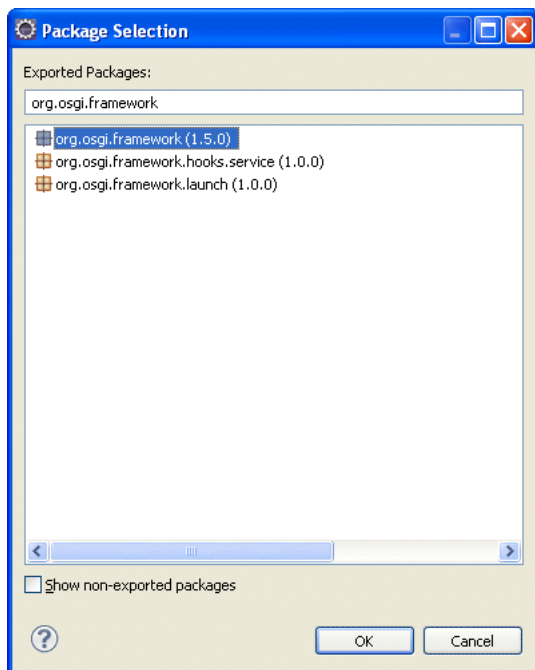 Package Selection
Exported Packages:
org.osgi.framework
org.osgi.framework (1.5.0)
org.osgi.framework.hooks.service (1.0.0)
org.osgi.framework.launch (1.0.0)
Show non-exported packages
?
OK
Cancel